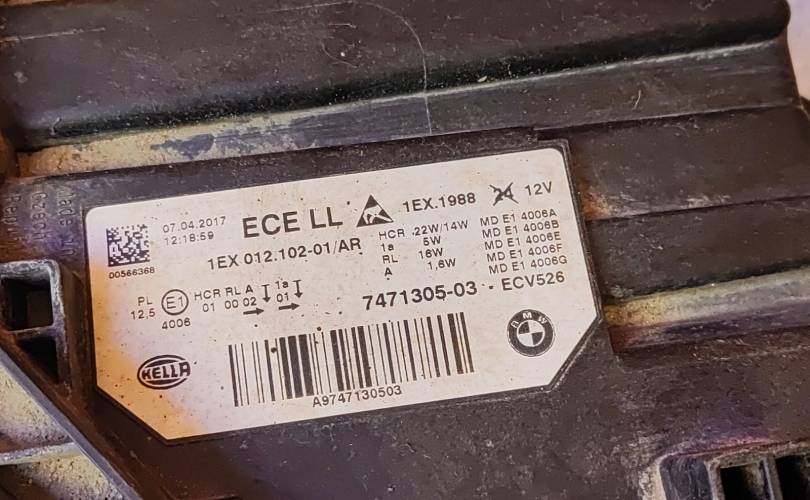 07.04.2017
12:18:59
00566368
ECE LL
1EX.1988
12V
1EX 012.102-01/AR
HCR 22W/14W
1a 5W
RL 16W
A 1,6W
MD E1 4006A
MD E1 4006B
MD E1 4006E
MD E1 4006F
MD E1 4006G
PL
12,5
E1
4006
HCR RL A 1a
01 00 02 01
7471305-03 · ECV526
HELLA
BMW
A9747130503